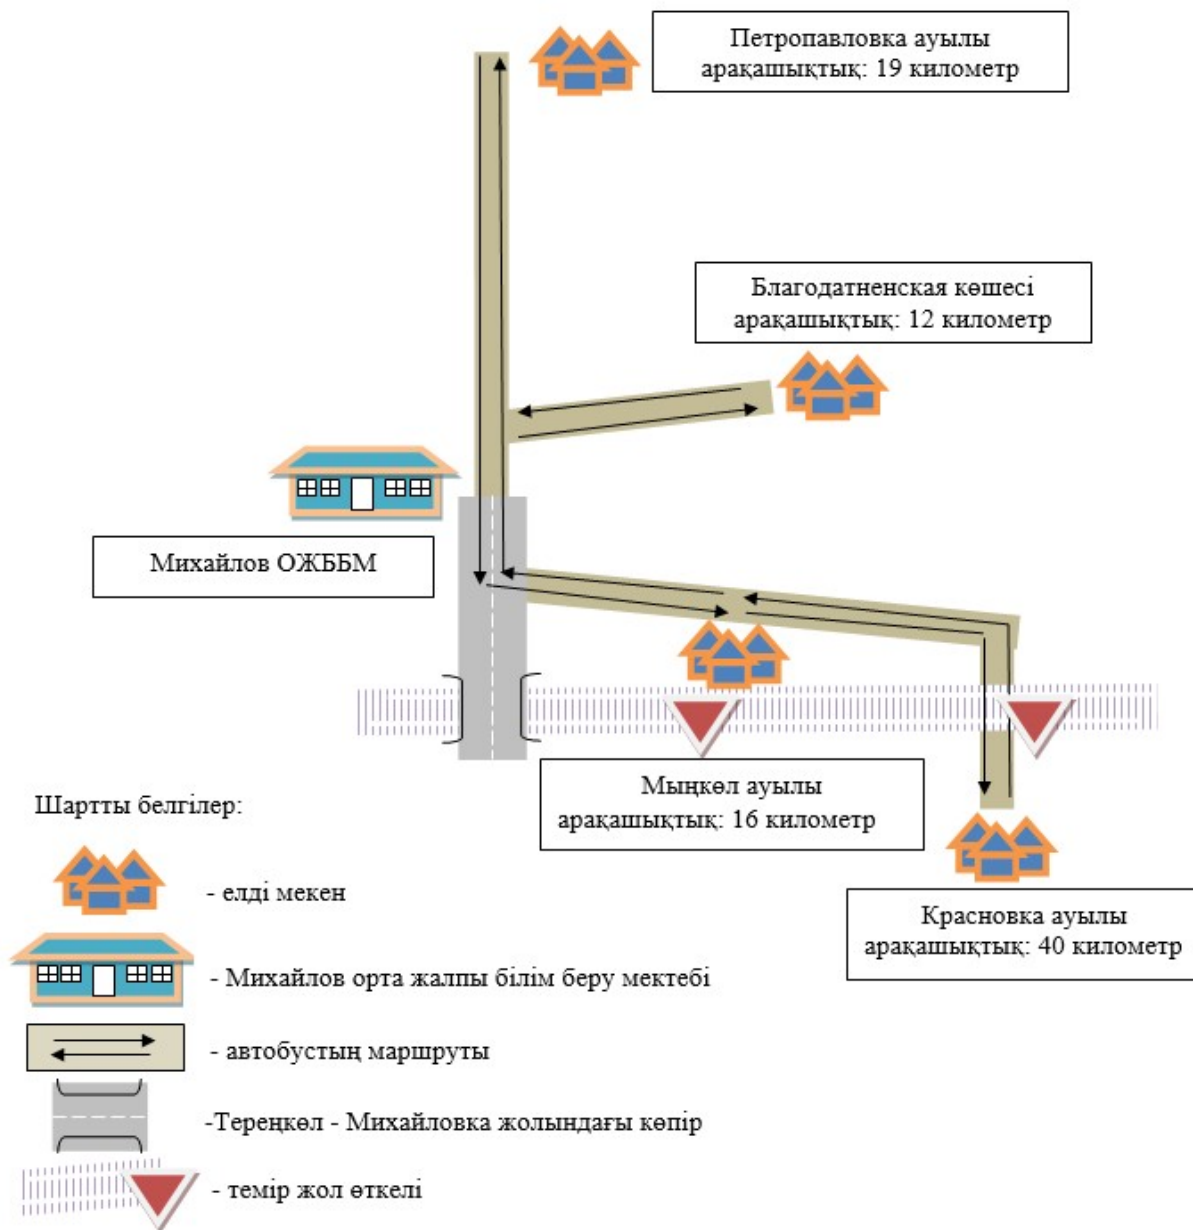 Петропавловка ауылы
арақашықтық: 19 километр
Благодатненская көшесі
арақашықтық: 12 километр
Михайлов ОЖББМ
Мыңкөл ауылы
арақашықтық: 16 километр
Красновка ауылы
арақашықтық: 40 километр
Шартты белгілер:
- елді мекен
- Михайлов орта жалпы білім беру мектебі
- автобустың маршруты
-Тереңкөл - Михайловка жолындағы көпір
- темір жол өткелі